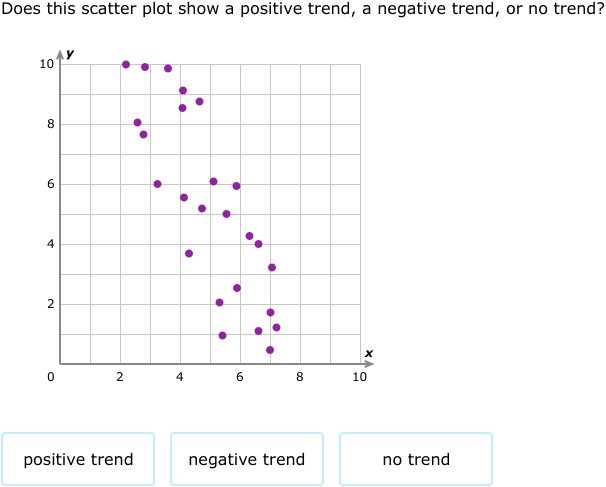 Does this scatter plot show a positive trend, a negative trend, or no trend?
y
10
8
6
4
2
0 2 4 6 8 10
x
positive trend
negative trend
no trend